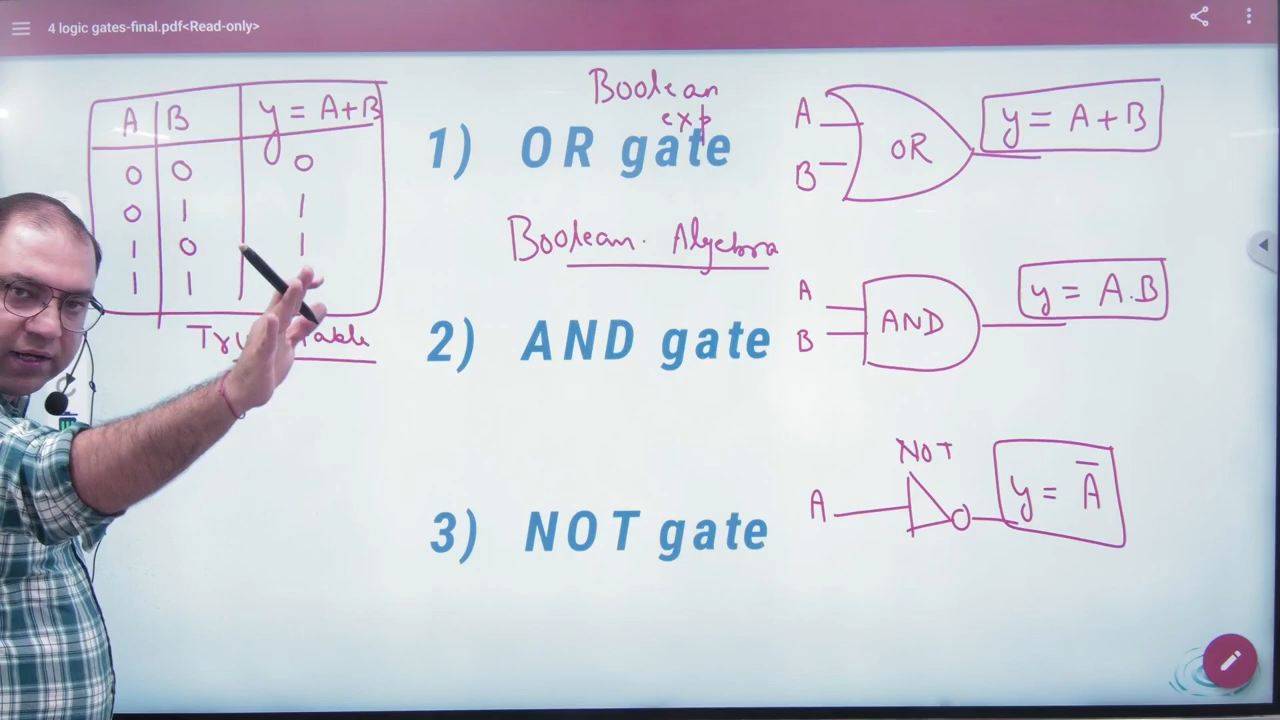 4 logic gates-final.pdf<Read-only>
A B y = A+B
0 0 0
0 1 1
1 0 1
1 1
Table
Boolean
exp
1) OR gate
A
B
OR
y = A+B
Boolean. Algebra
2) AND gate
A
B
AND
y = A.B
3) NOT gate
NOT
A
y = A̅